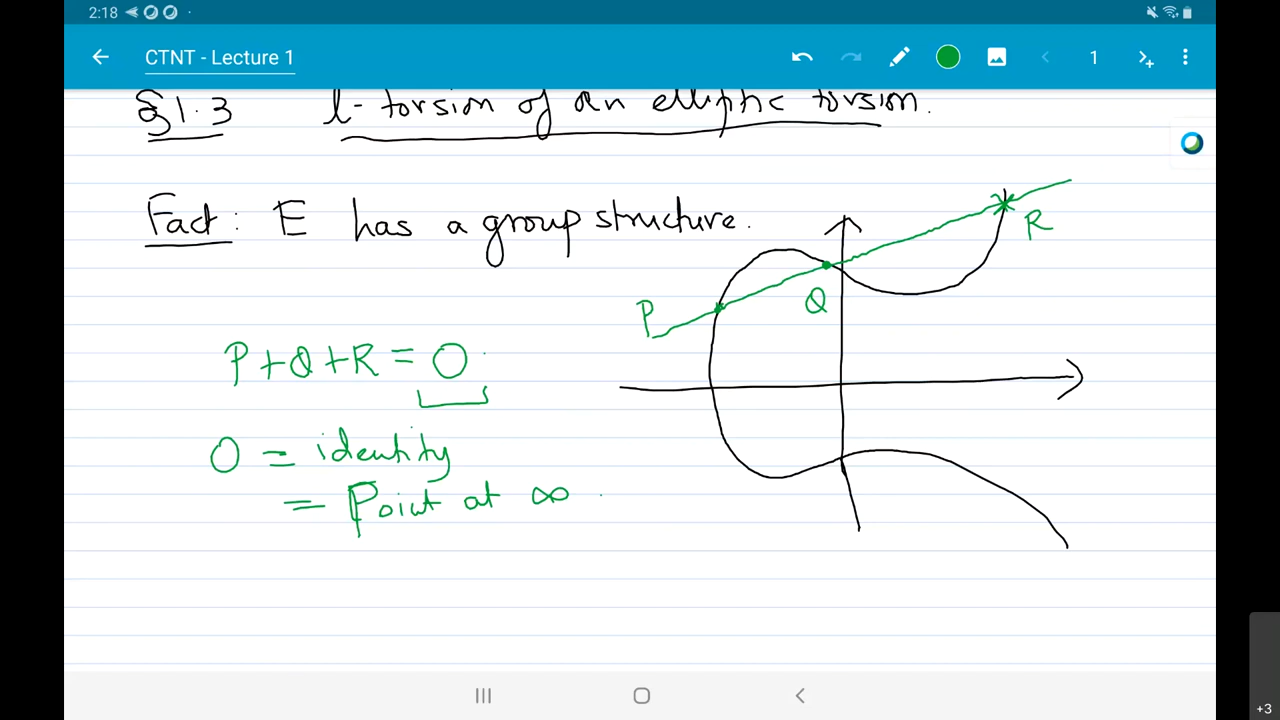 2:18
CTNT - Lecture 1
1
§1.3 l-torsion of an elliptic torsion.
Fact: E has a group structure.
R
Q
P
P+Q+R = O
O = identity
= Point at ∞
+3